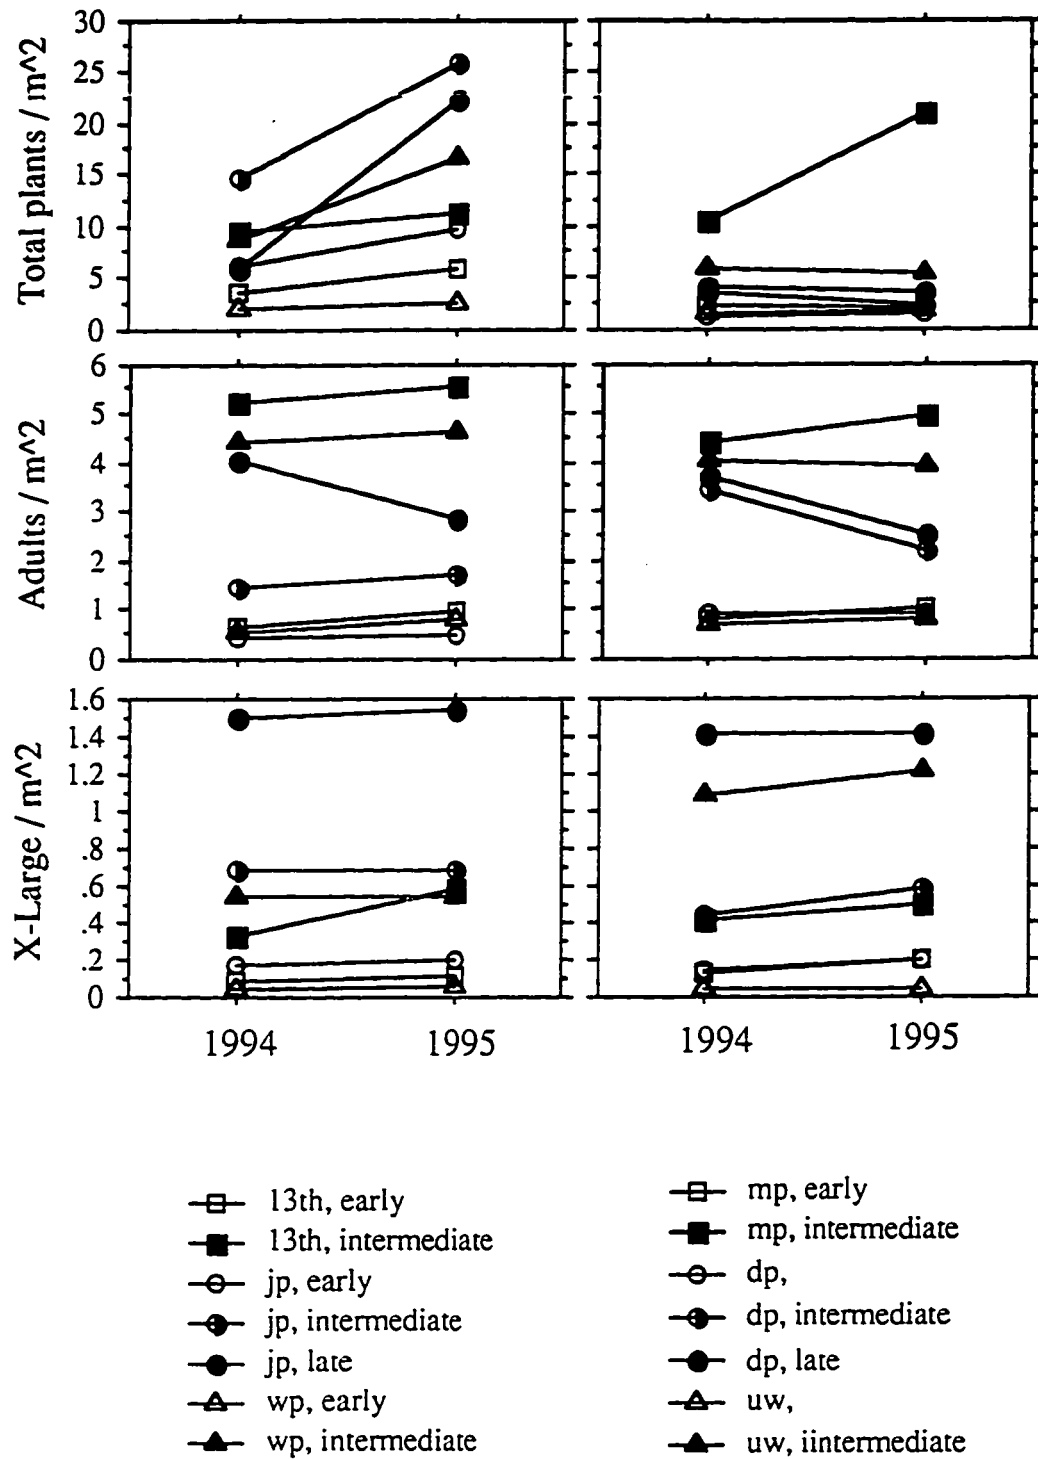 Total plants / m^2
30
25
20
15
10
5
0
Adults / m^2
6
5
4
3
2
1
0
X-Large / m^2
1.6
1.4
1.2
1
.8
.6
.4
.2
0
1994 1995 1994 1995
13th, early
13th, intermediate
jp, early
jp, intermediate
jp, late
wp, early
wp, intermediate
mp, early
mp, intermediate
dp,
dp, intermediate
dp, late
uw,
uw, iintermediate